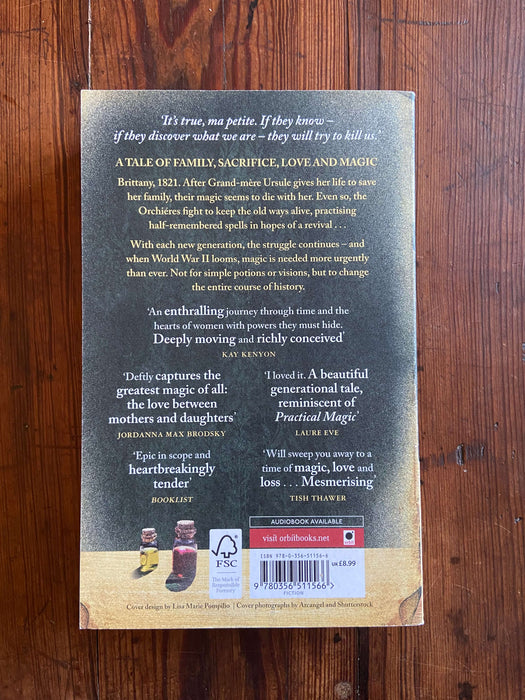 'It's true, ma petite. If they know –
if they discover what we are – they will try to kill us.'
A TALE OF FAMILY, SACRIFICE, LOVE AND MAGIC
Brittany, 1821. After Grand-mère Ursule gives her life to save
her family, their magic seems to die with her. Even so, the
Orchiéres fight to keep the old ways alive, practising
half-remembered spells in hopes of a revival . . .
With each new generation, the struggle continues – and
when World War II looms, magic is needed more urgently
than ever. Not for simple potions or visions, but to change
the entire course of history.
'An enthralling journey through time and the
hearts of women with powers they must hide.
Deeply moving and richly conceived'
KAY KENYON
'Deftly captures the
greatest magic of all:
the love between
mothers and daughters'
JORDANNA MAX BRODSKY
'I loved it. A beautiful
generational tale,
reminiscent of
Practical Magic'
LAURE EVE
'Epic in scope and
heartbreakingly
tender'
BOOKLIST
'Will sweep you away to a
time of magic, love and
loss . . . Mesmerising'
TISH THAWER
AUDIOBOOK AVAILABLE
visit orbitbooks.net
FSC
The Mark of
Responsible
Forestry
ISBN 978-0-356-51156-6
UK £8.99
9 780356 511566 >
FICTION
Cover design by Lisa Marie Pompilio | Cover photographs by Arcangel and Shutterstock